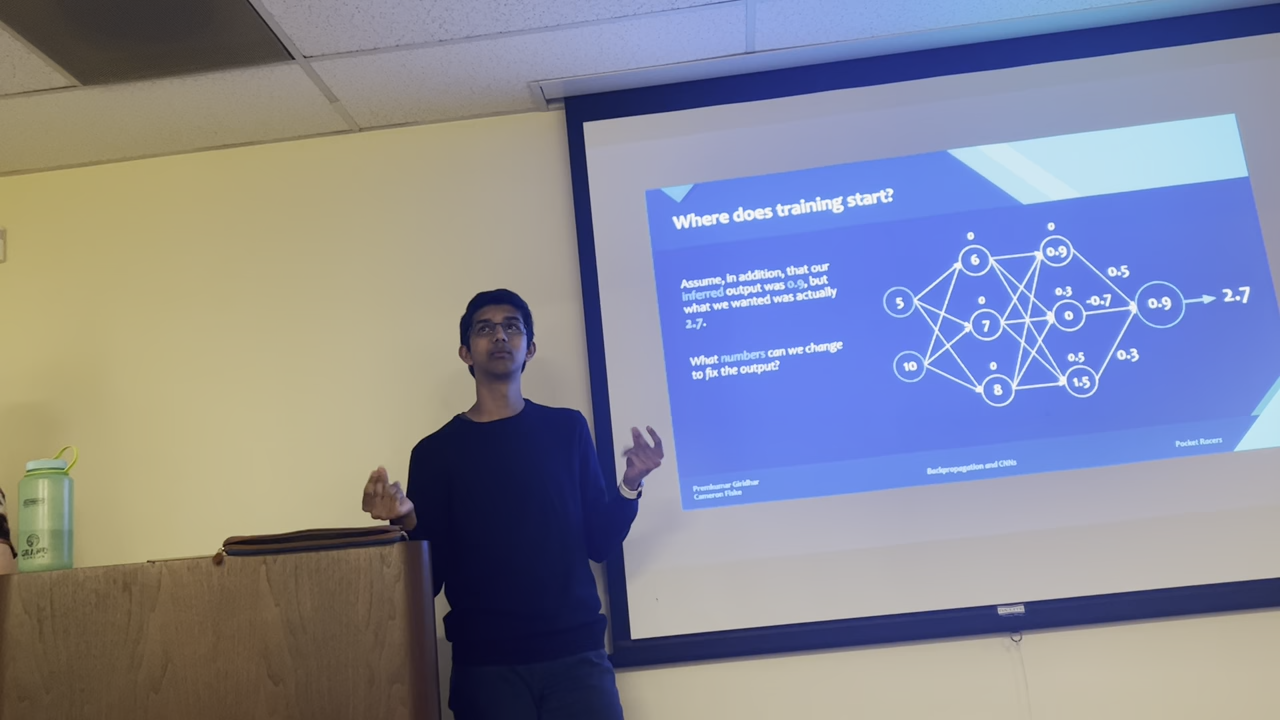 Where does training start?
Assume, in addition, that our
inferred output was 0.9, but
what we wanted was actually
2.7.
What numbers can we change
to fix the output?
0
0
6
0.9
0.5
5
0
0.3
-0.7
0.9
2.7
7
0
10
0
0.5
0.3
8
1.5
Premkumar Giridhar
Cameron Fiske
Backpropagation and CNNs
Pocket Racers